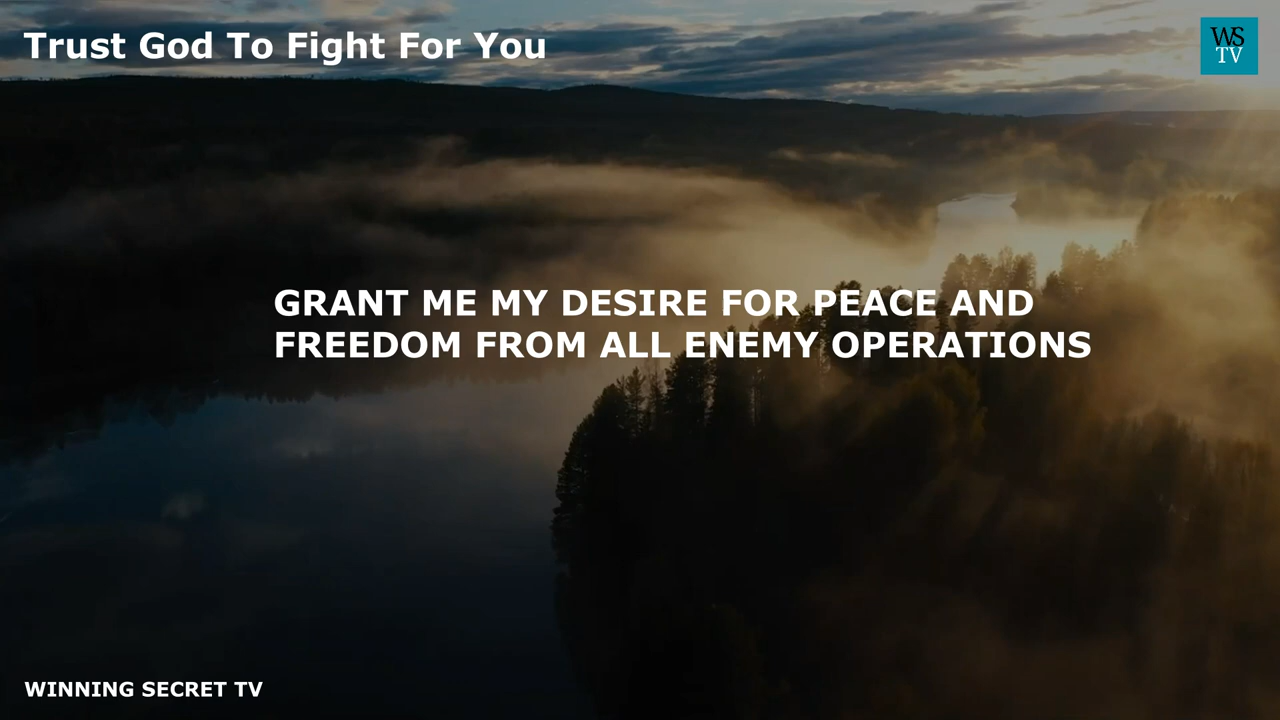 Trust God To Fight For You
WS
TV
GRANT ME MY DESIRE FOR PEACE AND
FREEDOM FROM ALL ENEMY OPERATIONS
WINNING SECRET TV